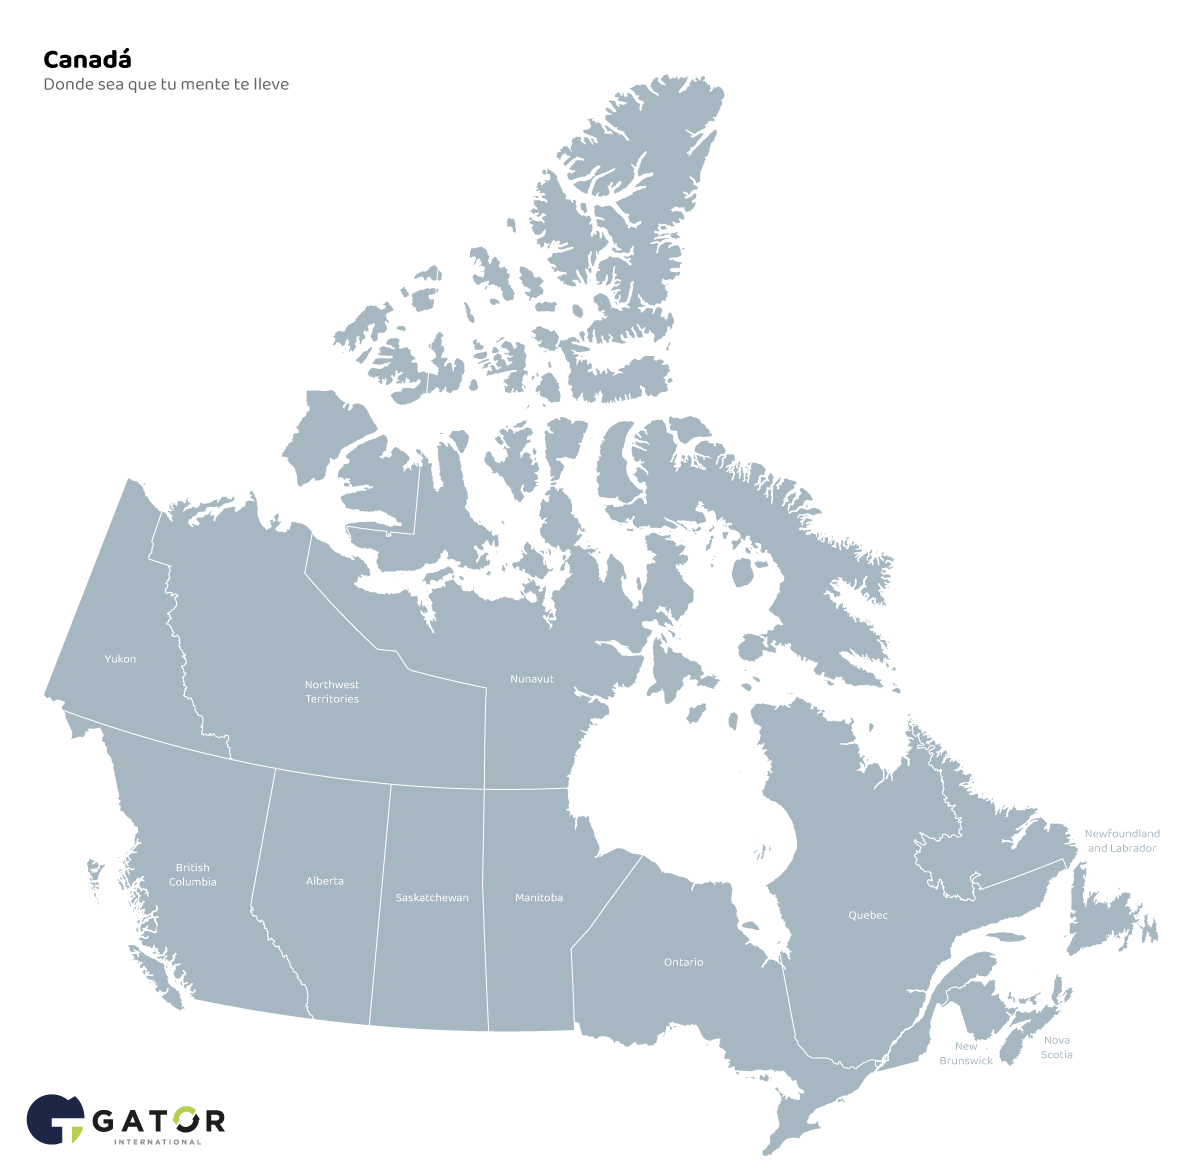 Canadá
Donde sea que tu mente te lleve
Yukon
Northwest
Territories
Nunavut
British
Columbia
Alberta
Saskatchewan
Manitoba
Ontario
Quebec
Newfoundland
and Labrador
New
Brunswick
Nova
Scotia
GATOR
INTERNATIONAL